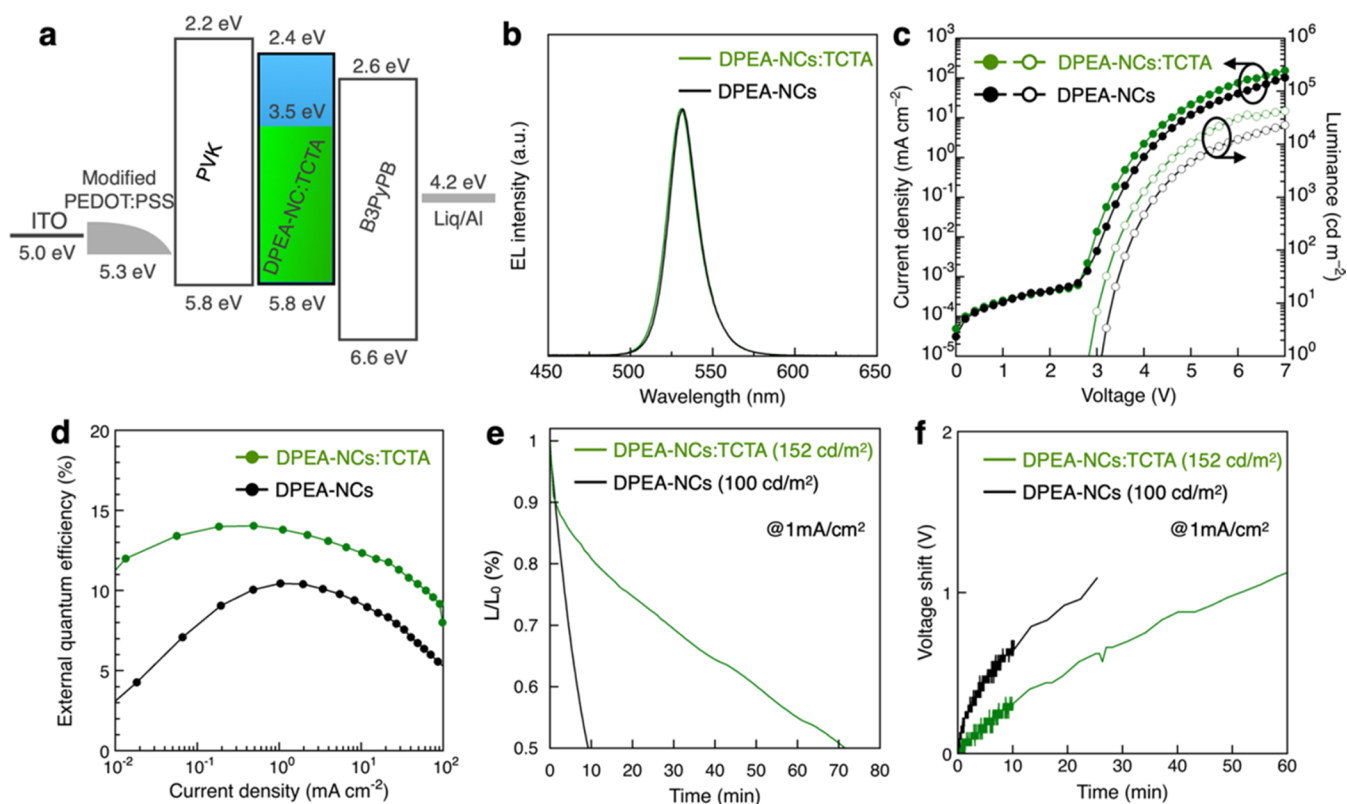 a
2.2 eV
2.4 eV
2.6 eV
3.5 eV
Modified
PEDOT:PSS
PVK
DPEA-NC:TCTA
B3PyPB
4.2 eV
Liq/Al
ITO
5.0 eV
5.3 eV
5.8 eV
5.8 eV
6.6 eV
b
DPEA-NCs:TCTA
DPEA-NCs
EL intensity (a.u.)
450 500 550 600 650
Wavelength (nm)
c
DPEA-NCs:TCTA
DPEA-NCs
Current density (mA cm⁻²)
10³
10²
10¹
10⁰
10⁻¹
10⁻²
10⁻³
10⁻⁴
10⁻⁵
Luminance (cd m⁻²)
10⁶
10⁵
10⁴
10³
10²
10¹
10⁰
0 1 2 3 4 5 6 7
Voltage (V)
d
DPEA-NCs:TCTA
DPEA-NCs
External quantum efficiency (%)
20
15
10
5
0
10⁻² 10⁻¹ 10⁰ 10¹ 10²
Current density (mA cm⁻²)
e
DPEA-NCs:TCTA (152 cd/m²)
DPEA-NCs (100 cd/m²)
@1mA/cm²
L/L₀ (%)
1
0.9
0.8
0.7
0.6
0.5
0 10 20 30 40 50 60 70 80
Time (min)
f
DPEA-NCs:TCTA (152 cd/m²)
DPEA-NCs (100 cd/m²)
@1mA/cm²
Voltage shift (V)
2
1
0
0 10 20 30 40 50 60
Time (min)